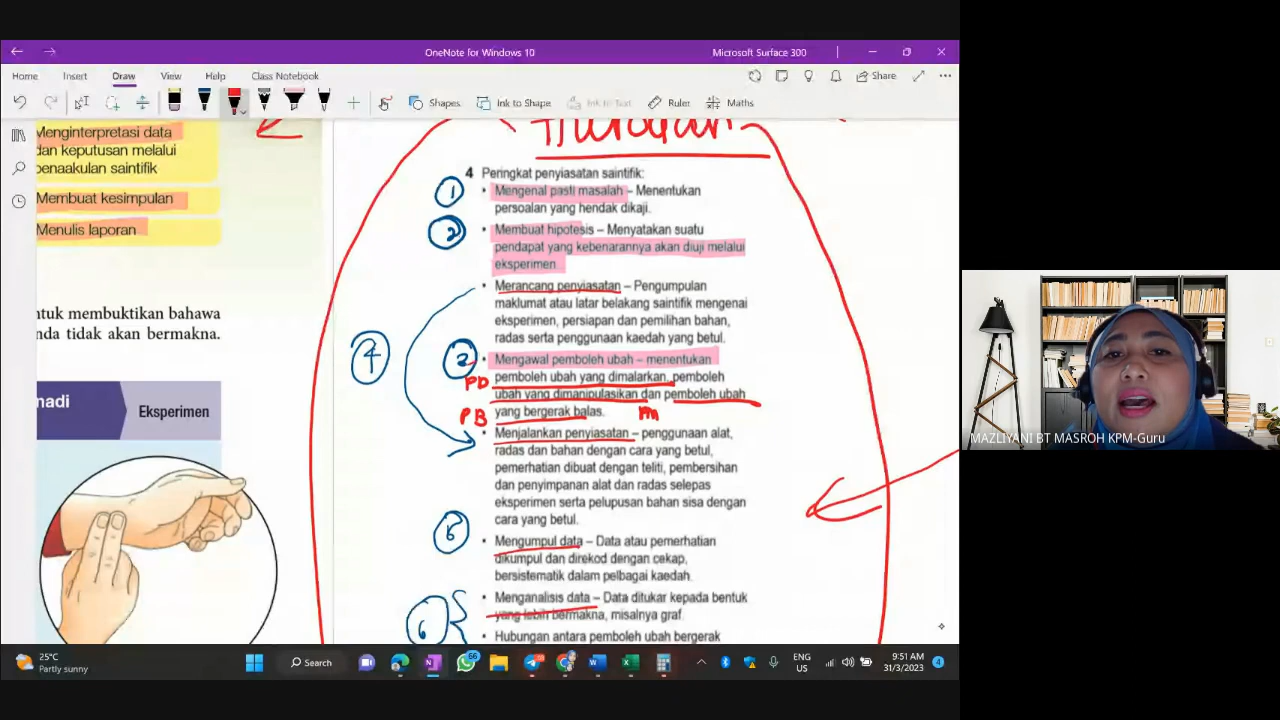 OneNote for Windows 10
Microsoft Surface 300
Home Insert Draw View Help Class Notebook
Share
Shapes Ink to Shape Ink to Text Ruler Maths
Menginterpretasi data
dan keputusan melalui
penaakulan saintifik
Membuat kesimpulan
Menulis laporan
ntuk membuktikan bahawa
nda tidak akan bermakna.
nadi
Eksperimen
4 Peringkat penyiasatan saintifik:
1
• Mengenal pasti masalah – Menentukan
persoalan yang hendak dikaji.
2
• Membuat hipotesis – Menyatakan suatu
pendapat yang kebenarannya akan diuji melalui
eksperimen
• Merancang penyiasatan – Pengumpulan
maklumat atau latar belakang saintifik mengenai
eksperimen, persiapan dan pemilihan bahan,
radas serta penggunaan kaedah yang betul.
4
3
• Mengawal pemboleh ubah – menentukan
PD
pemboleh ubah yang dimalarkan, pemboleh
ubah yang dimanipulasikan dan pemboleh ubah
PB
yang bergerak balas.
m
• Menjalankan penyiasatan – penggunaan alat,
radas dan bahan dengan cara yang betul,
pemerhatian dibuat dengan teliti, pembersihan
dan penyimpanan alat dan radas selepas
eksperimen serta pelupusan bahan sisa dengan
cara yang betul.
5
• Mengumpul data – Data atau pemerhatian
dikumpul dan direkod dengan cekap,
bersistematik dalam pelbagai kaedah.
6
• Menganalisis data – Data ditukar kepada bentuk
yang lebih bermakna, misalnya graf
• Hubungan antara pemboleh ubah bergerak
MAZLIYANI BT MASROH KPM-Guru
25°C
Partly sunny
Search
66
ENG
US
9:51 AM
31/3/2023
4